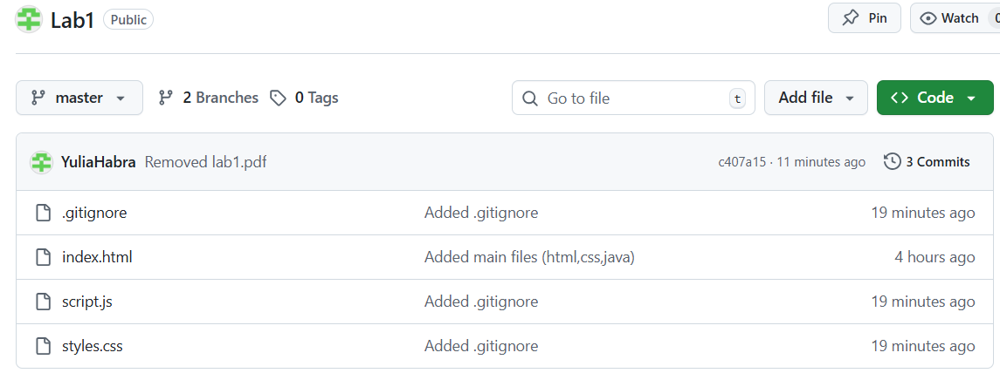 Lab1 Public Pin Watch 0
master 2 Branches 0 Tags Go to file t Add file Code
YuliaHabra Removed lab1.pdf c407a15 · 11 minutes ago 3 Commits
.gitignore Added .gitignore 19 minutes ago
index.html Added main files (html,css,java) 4 hours ago
script.js Added .gitignore 19 minutes ago
styles.css Added .gitignore 19 minutes ago